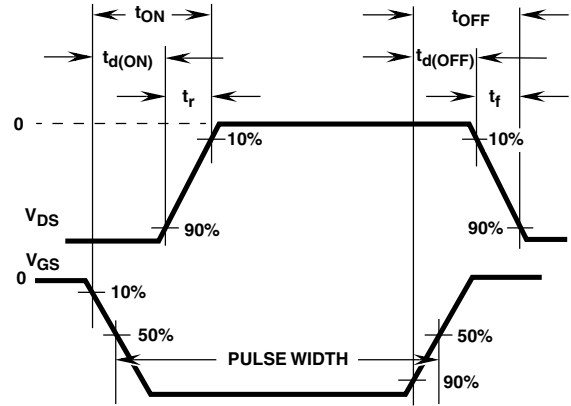 tON tOFF
td(ON) td(OFF)
tr tf
0
10% 10%
90% 90%
VDS
VGS
0
10%
50% 50%
PULSE WIDTH
90%